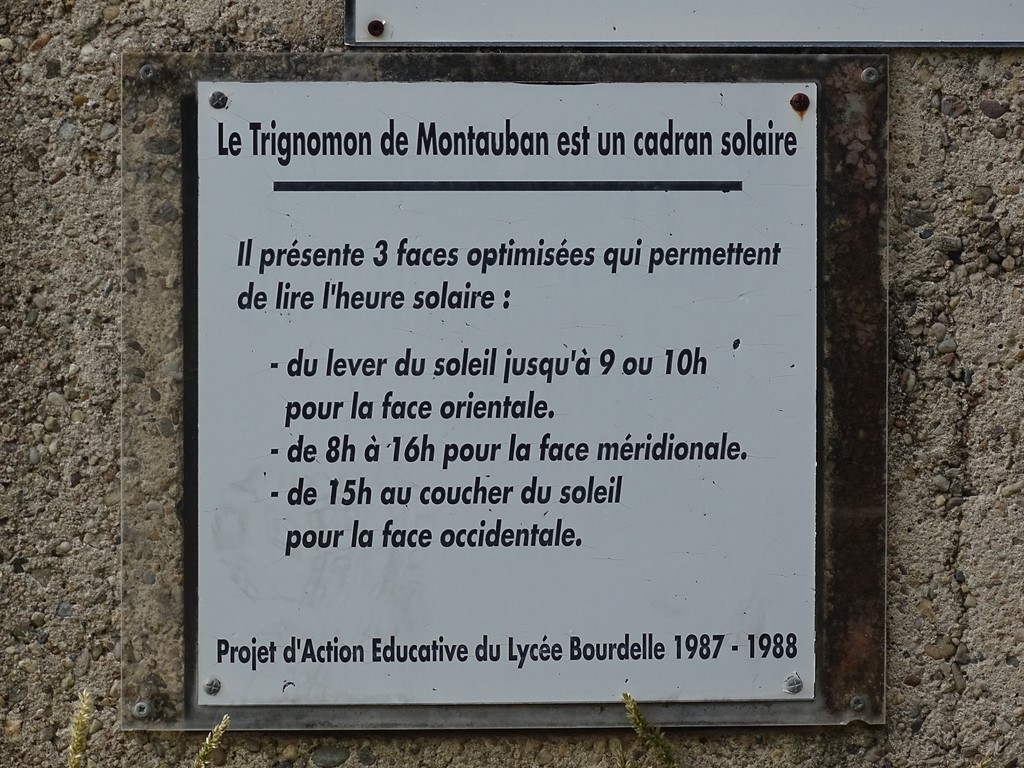 Le Trignomon de Montauban est un cadran solaire
Il présente 3 faces optimisées qui permettent
de lire l'heure solaire :
- du lever du soleil jusqu'à 9 ou 10h
pour la face orientale.
- de 8h à 16h pour la face méridionale.
- de 15h au coucher du soleil
pour la face occidentale.
Projet d'Action Educative du Lycée Bourdelle 1987 - 1988